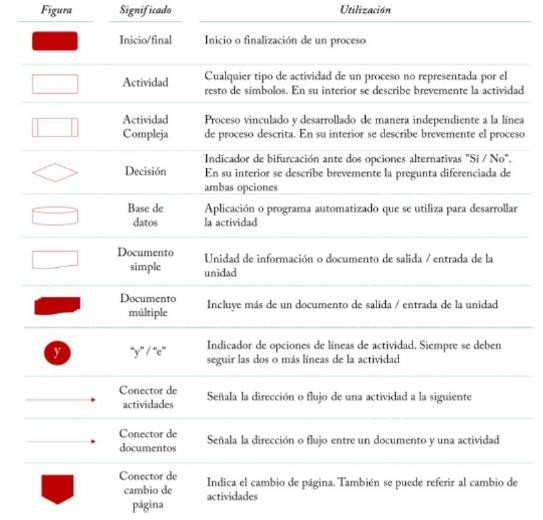 Figura Significado Utilización
Inicio/final Inicio o finalización de un proceso
Actividad
Cualquier tipo de actividad de un proceso no representada por el
resto de símbolos. En su interior se describe brevemente la actividad
Actividad
Compleja
Proceso vinculado y desarrollado de manera independiente a la línea
de proceso descrita. En su interior se describe brevemente el proceso
Decisión
Indicador de bifurcación ante dos opciones alternativas "Sí / No".
En su interior se describe brevemente la pregunta diferenciada de
ambas opciones
Base de
datos
Aplicación o programa automatizado que se utiliza para desarrollar
la actividad
Documento
simple
Unidad de información o documento de salida / entrada de la
unidad
Documento
múltiple
Incluye más de un documento de salida / entrada de la unidad
y
“y” / “e”
Indicador de opciones de líneas de actividad. Siempre se deben
seguir las dos o más líneas de la actividad
Conector de
actividades
Señala la dirección o flujo de una actividad a la siguiente
Conector de
documentos
Señala la dirección o flujo entre un documento y una actividad
Conector de
cambio de
página
Indica el cambio de página. También se puede referir al cambio de
actividades